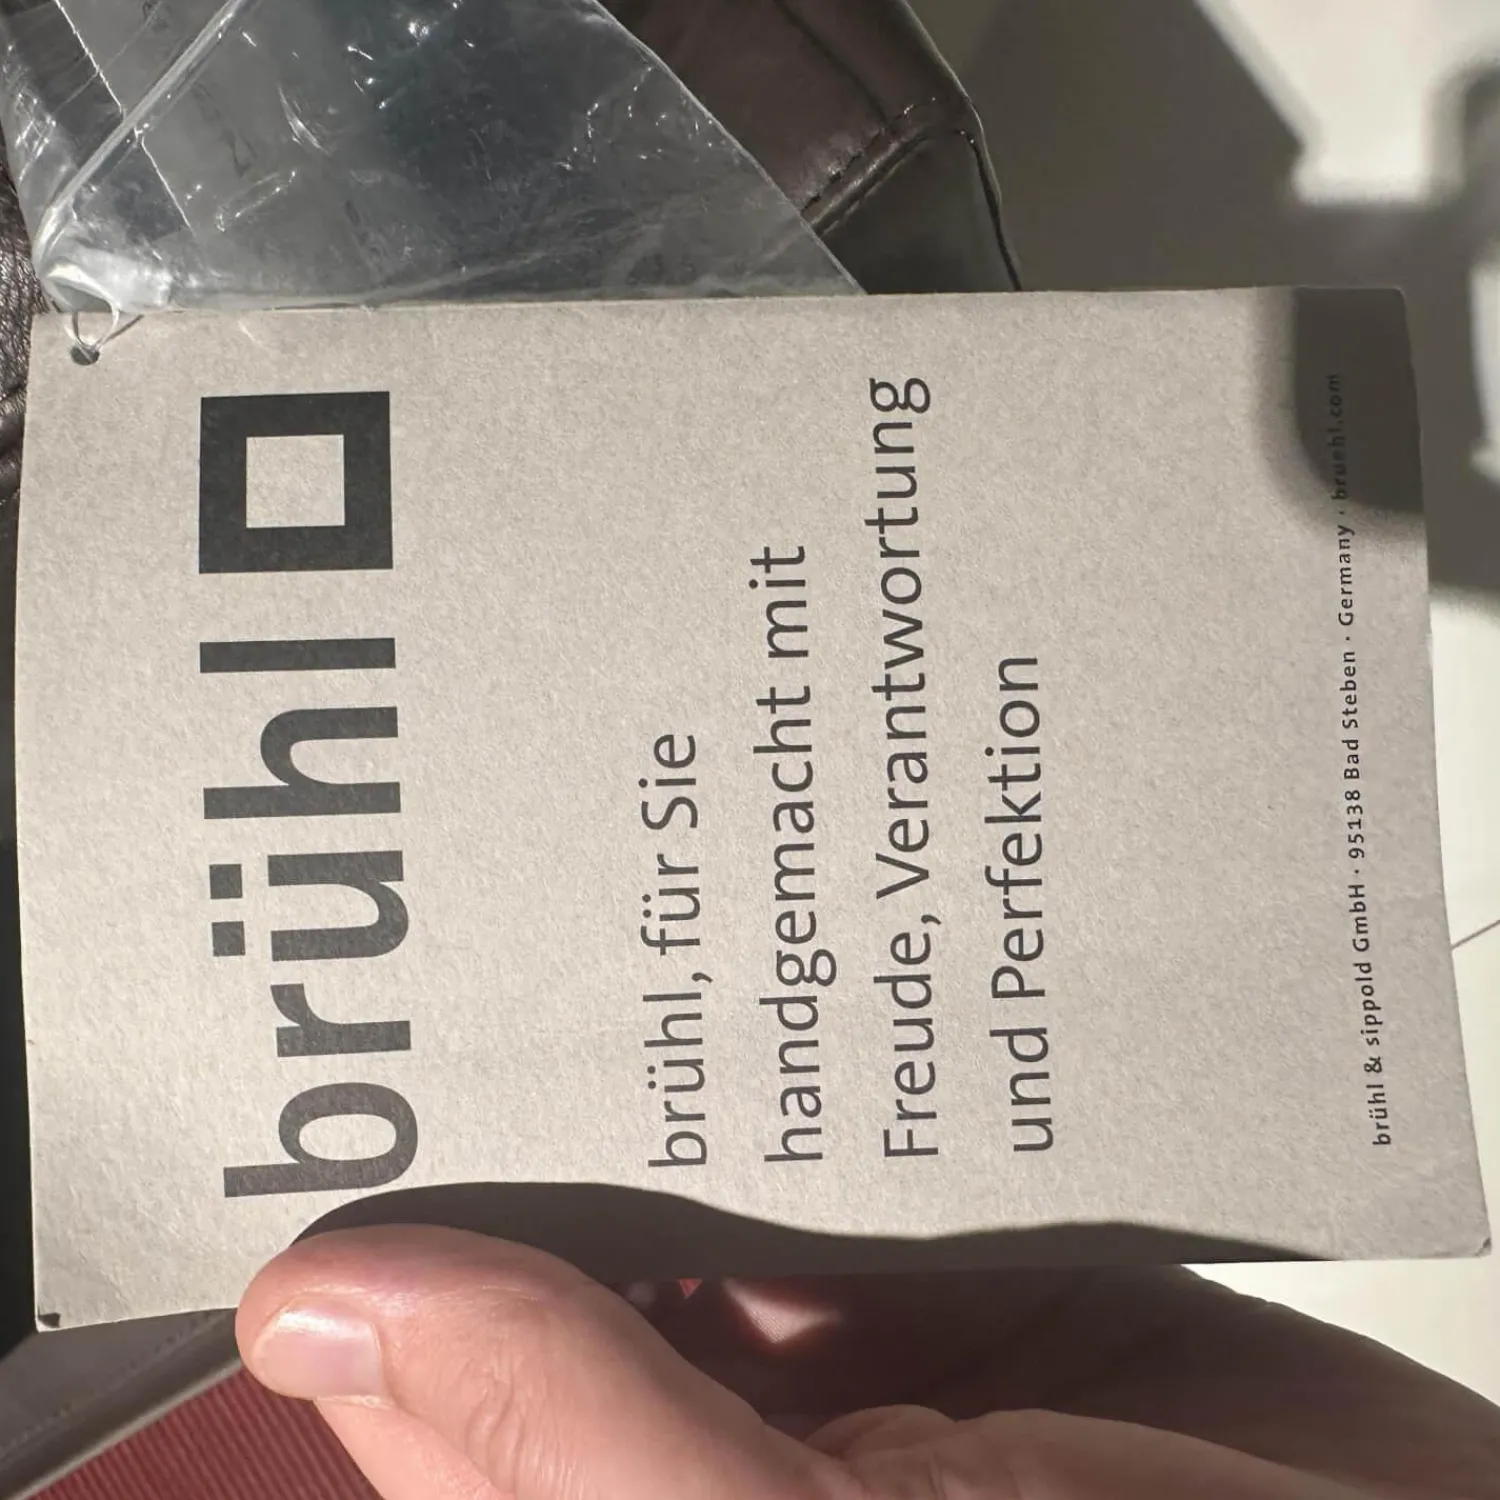 brühl
brühl, für Sie
handgemacht mit
Freude, Verantwortung
und Perfektion
brühl & sippold GmbH · 95138 Bad Steben · Germany · bruehl.com